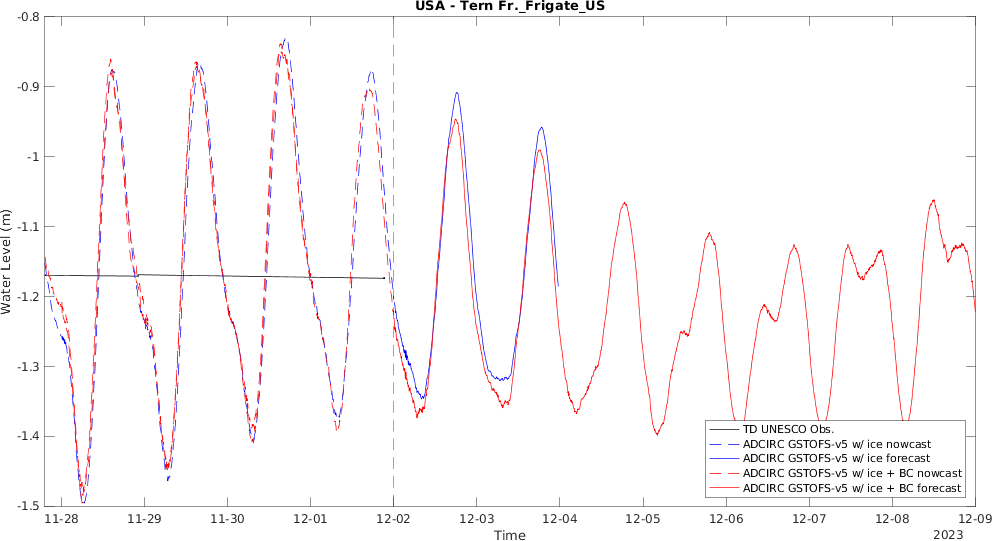 USA - Tern Fr._Frigate_US
Water Level (m)
-0.8
-0.9
-1
-1.1
-1.2
-1.3
-1.4
-1.5
TD UNESCO Obs.
ADCIRC GSTOFS-v5 w/ ice nowcast
ADCIRC GSTOFS-v5 w/ ice forecast
ADCIRC GSTOFS-v5 w/ ice + BC nowcast
ADCIRC GSTOFS-v5 w/ ice + BC forecast
11-28 11-29 11-30 12-01 12-02 12-03 12-04 12-05 12-06 12-07 12-08 12-09
Time
2023